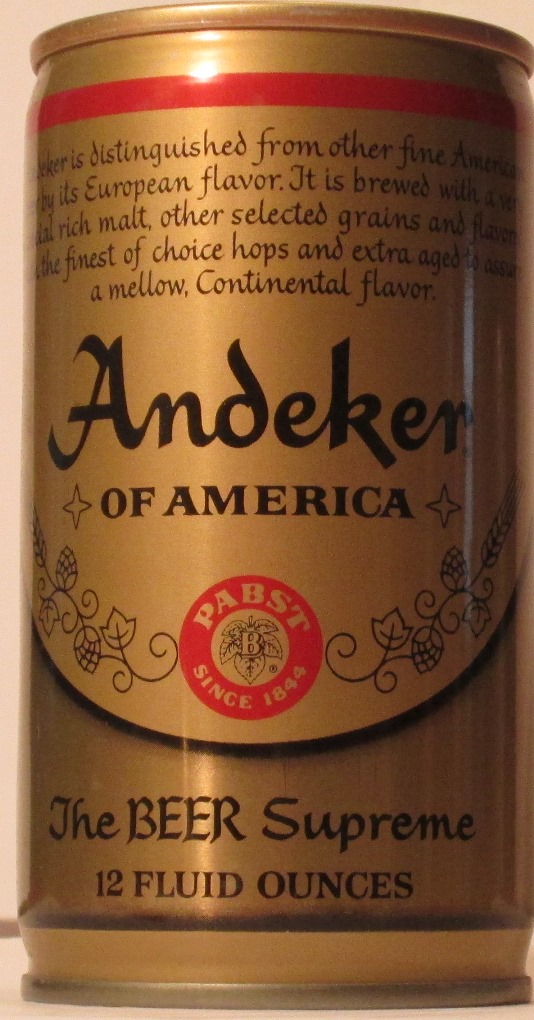 is distinguished from other fine
by its European flavor. It is brewed with a
rich malt, other selected grains and
the finest of choice hops and extra aged to
a mellow, Continental flavor.
Andeker
OF AMERICA
PABST
B
®
SINCE 1844
The BEER Supreme
12 FLUID OUNCES